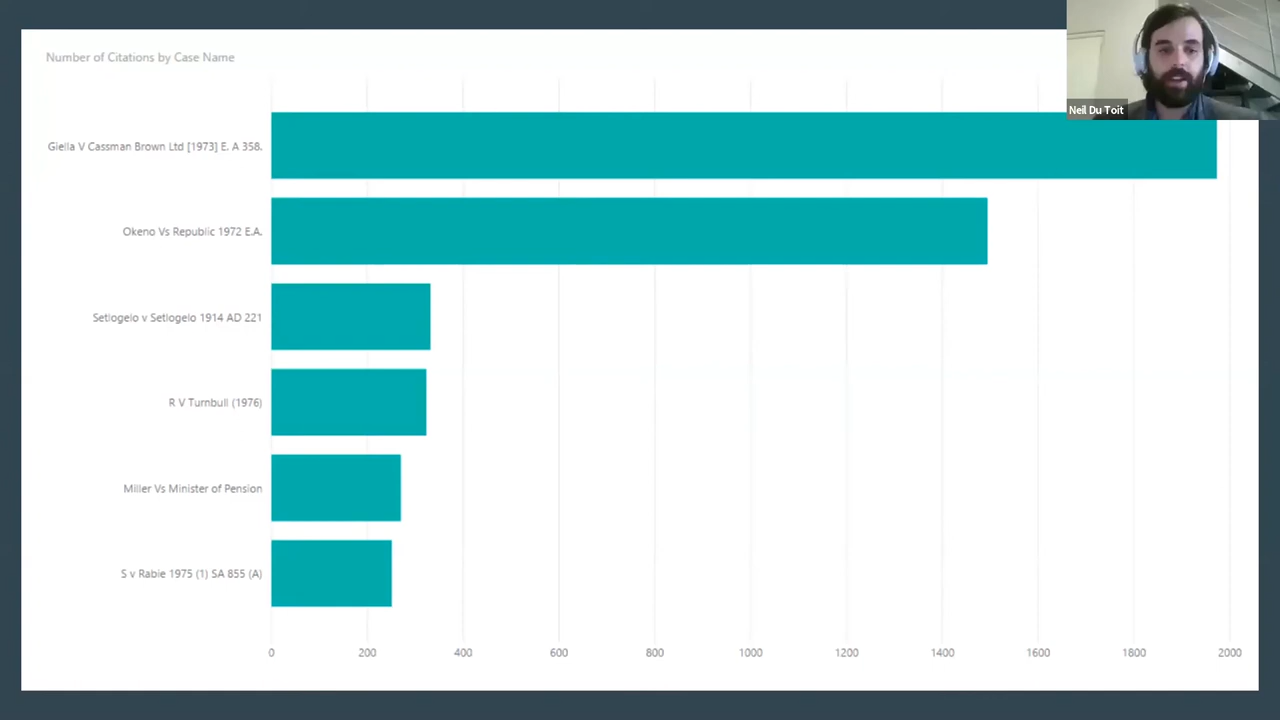 Number of Citations by Case Name
Neil Du Toit
Giella V Cassman Brown Ltd [1973] E. A 358.
Okeno Vs Republic 1972 E.A.
Setlogelo v Setlogelo 1914 AD 221
R V Turnbull (1976)
Miller Vs Minister of Pension
S v Rabie 1975 (1) SA 855 (A)
0 200 400 600 800 1000 1200 1400 1600 1800 2000